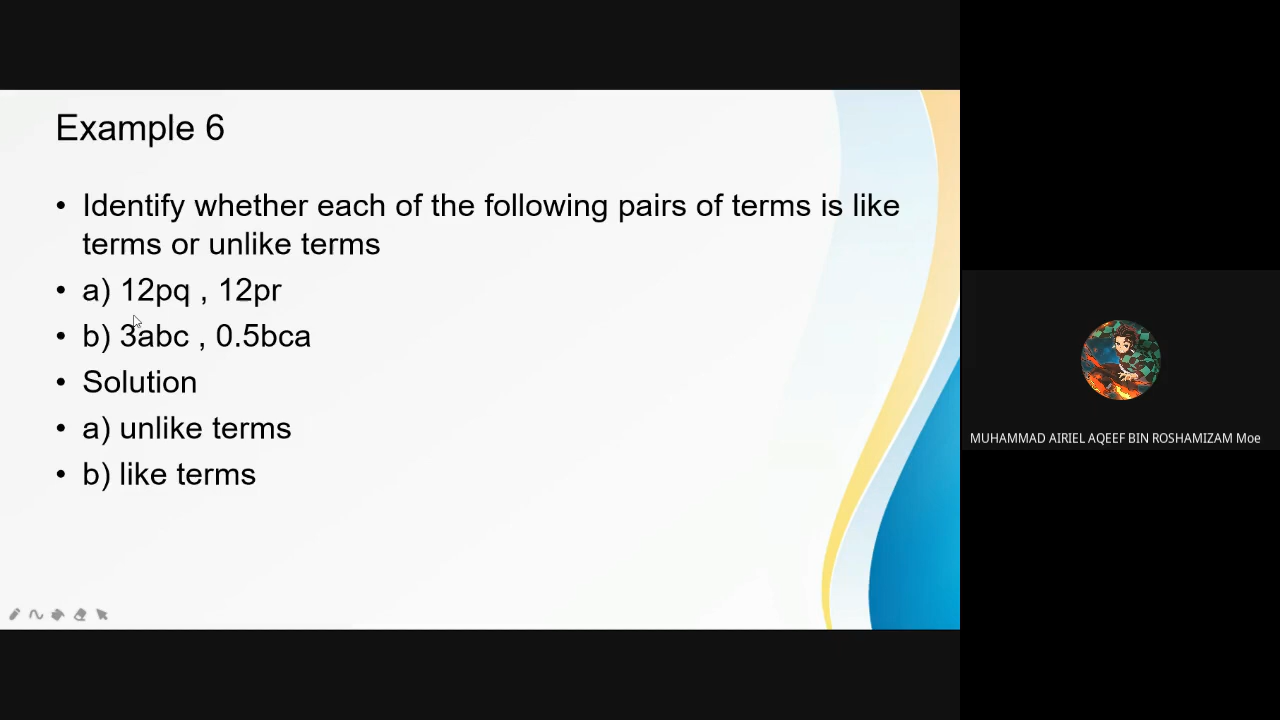 Example 6
• Identify whether each of the following pairs of terms is like
terms or unlike terms
• a) 12pq , 12pr
• b) 3abc , 0.5bca
• Solution
• a) unlike terms
• b) like terms
MUHAMMAD AIRIEL AQEEF BIN ROSHAMIZAM Moe